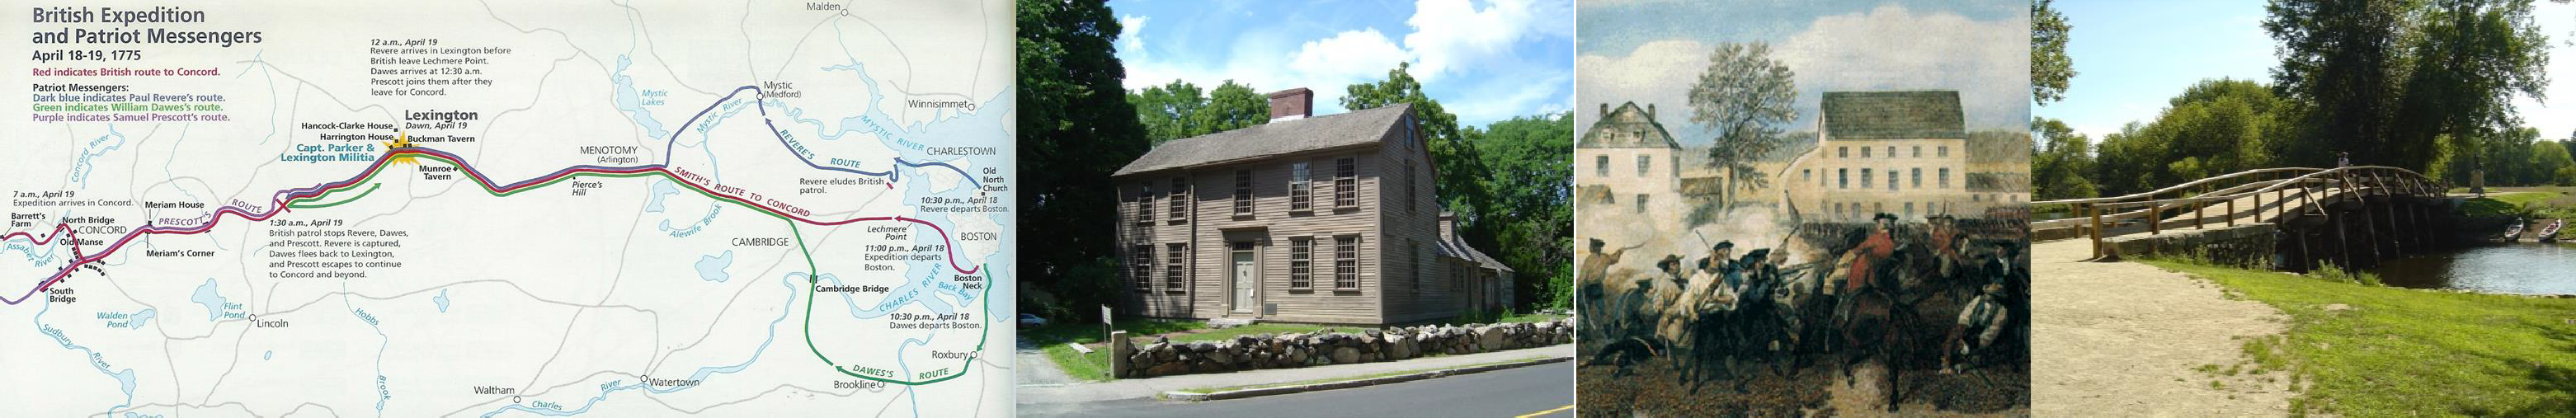 British Expedition
and Patriot Messengers
April 18-19, 1775
Red indicates British route to Concord.
Patriot Messengers:
Dark blue indicates Paul Revere's route.
Green indicates William Dawes's route.
Purple indicates Samuel Prescott's route.
12 a.m., April 19
Revere arrives in Lexington before
British leave Lechmere Point.
Dawes arrives at 12:30 a.m.
Prescott joins them after they
leave for Concord.
Malden
Mystic
(Medford)
Winnisimmet
Mystic
Lakes
Mystic River
MYSTIC RIVER
Lexington
Dawn, April 19
Hancock-Clarke House
Harrington House
Buckman Tavern
Capt. Parker &
Lexington Militia
Munroe
Tavern
Concord River
MENOTOMY
(Arlington)
Pierce's
Hill
REVERE'S ROUTE
CHARLESTOWN
Revere eludes British
patrol.
Old
North
Church
10:30 p.m., April 18
Revere departs Boston.
SMITH'S ROUTE TO CONCORD
7 a.m., April 19
Expedition arrives in Concord.
Barrett's
Farm
North Bridge
CONCORD
Old Manse
Assabet
River
Meriam House
PRESCOTT'S ROUTE
Meriam's Corner
1:30 a.m., April 19
British patrol stops Revere, Dawes,
and Prescott. Revere is captured,
Dawes flees back to Lexington,
and Prescott escapes to continue
to Concord and beyond.
Alewife Brook
CAMBRIDGE
Lechmere
Point
BOSTON
11:00 p.m., April 18
Expedition departs
Boston.
Boston
Neck
Back Bay
Cambridge Bridge
CHARLES RIVER
10:30 p.m., April 18
Dawes departs Boston.
South
Bridge
Walden
Pond
Flint
Pond
Lincoln
Hobbs
Brook
Sudbury
River
Roxbury
DAWES'S ROUTE
Brookline
Waltham
Watertown
Charles River